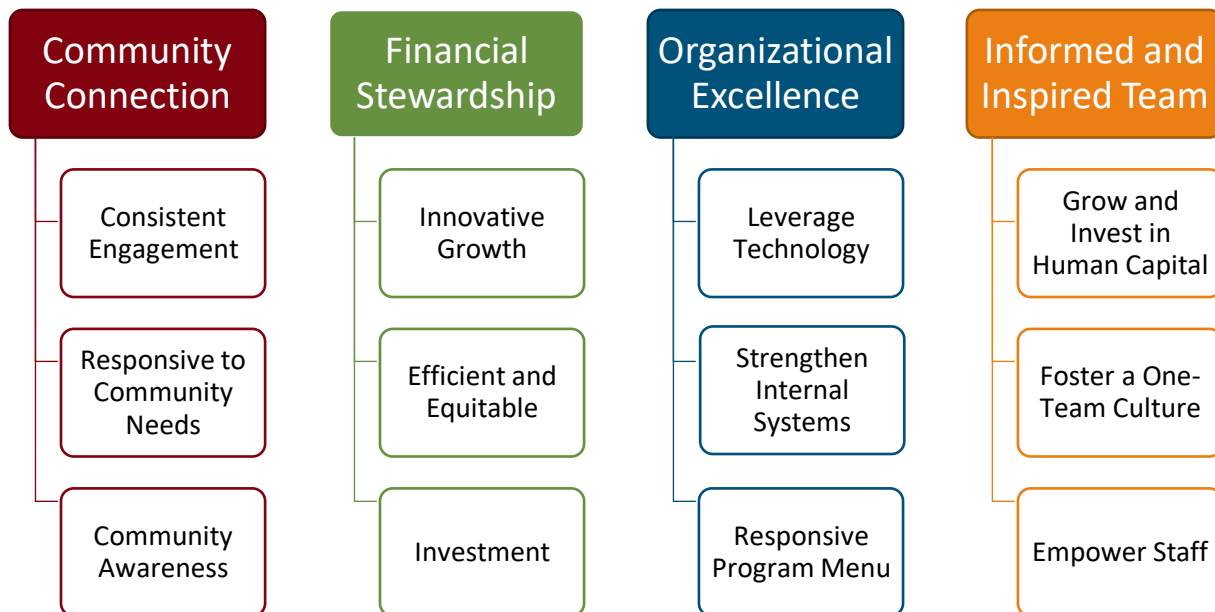 Community
Connection
Consistent
Engagement
Responsive to
Community
Needs
Community
Awareness
Financial
Stewardship
Innovative
Growth
Efficient and
Equitable
Investment
Organizational
Excellence
Leverage
Technology
Strengthen
Internal
Systems
Responsive
Program Menu
Informed and
Inspired Team
Grow and
Invest in
Human Capital
Foster a One-
Team Culture
Empower Staff